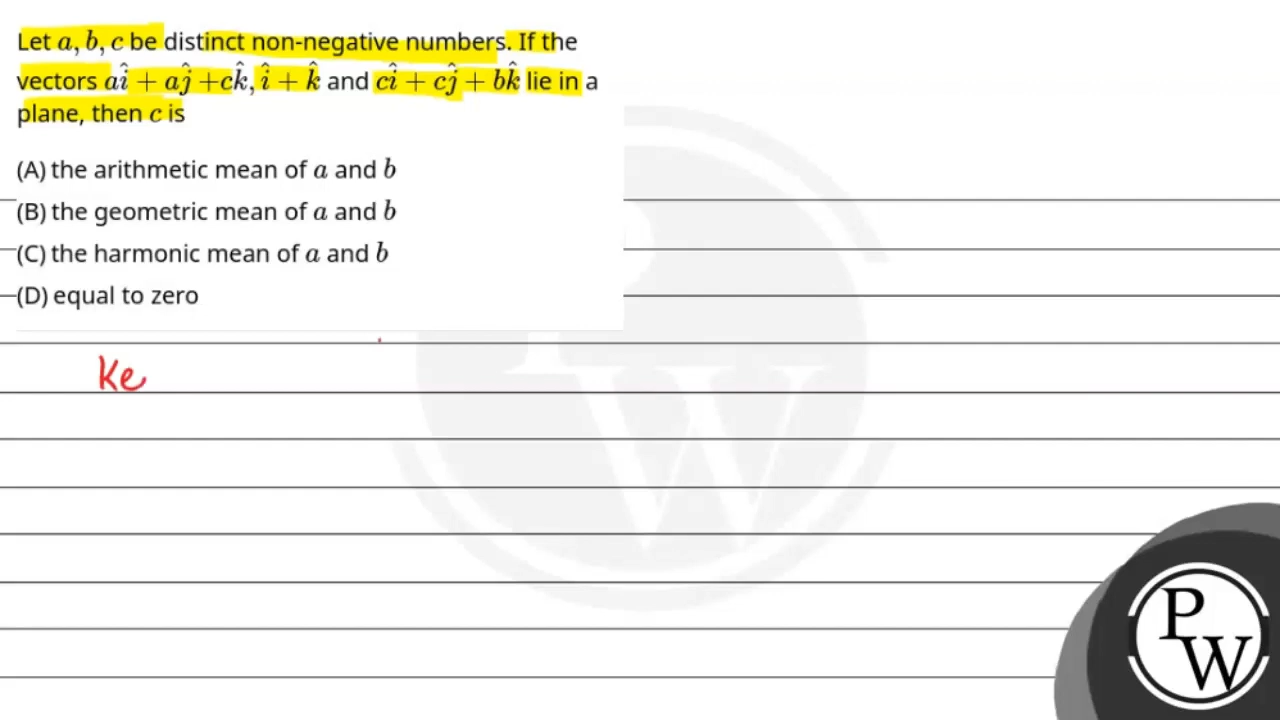 Let a, b, c be distinct non-negative numbers. If the
vectors aî + aĵ +ck̂, î + k̂ and cî + cĵ + bk̂ lie in a
plane, then c is
(A) the arithmetic mean of a and b
(B) the geometric mean of a and b
(C) the harmonic mean of a and b
(D) equal to zero
Ke
PW